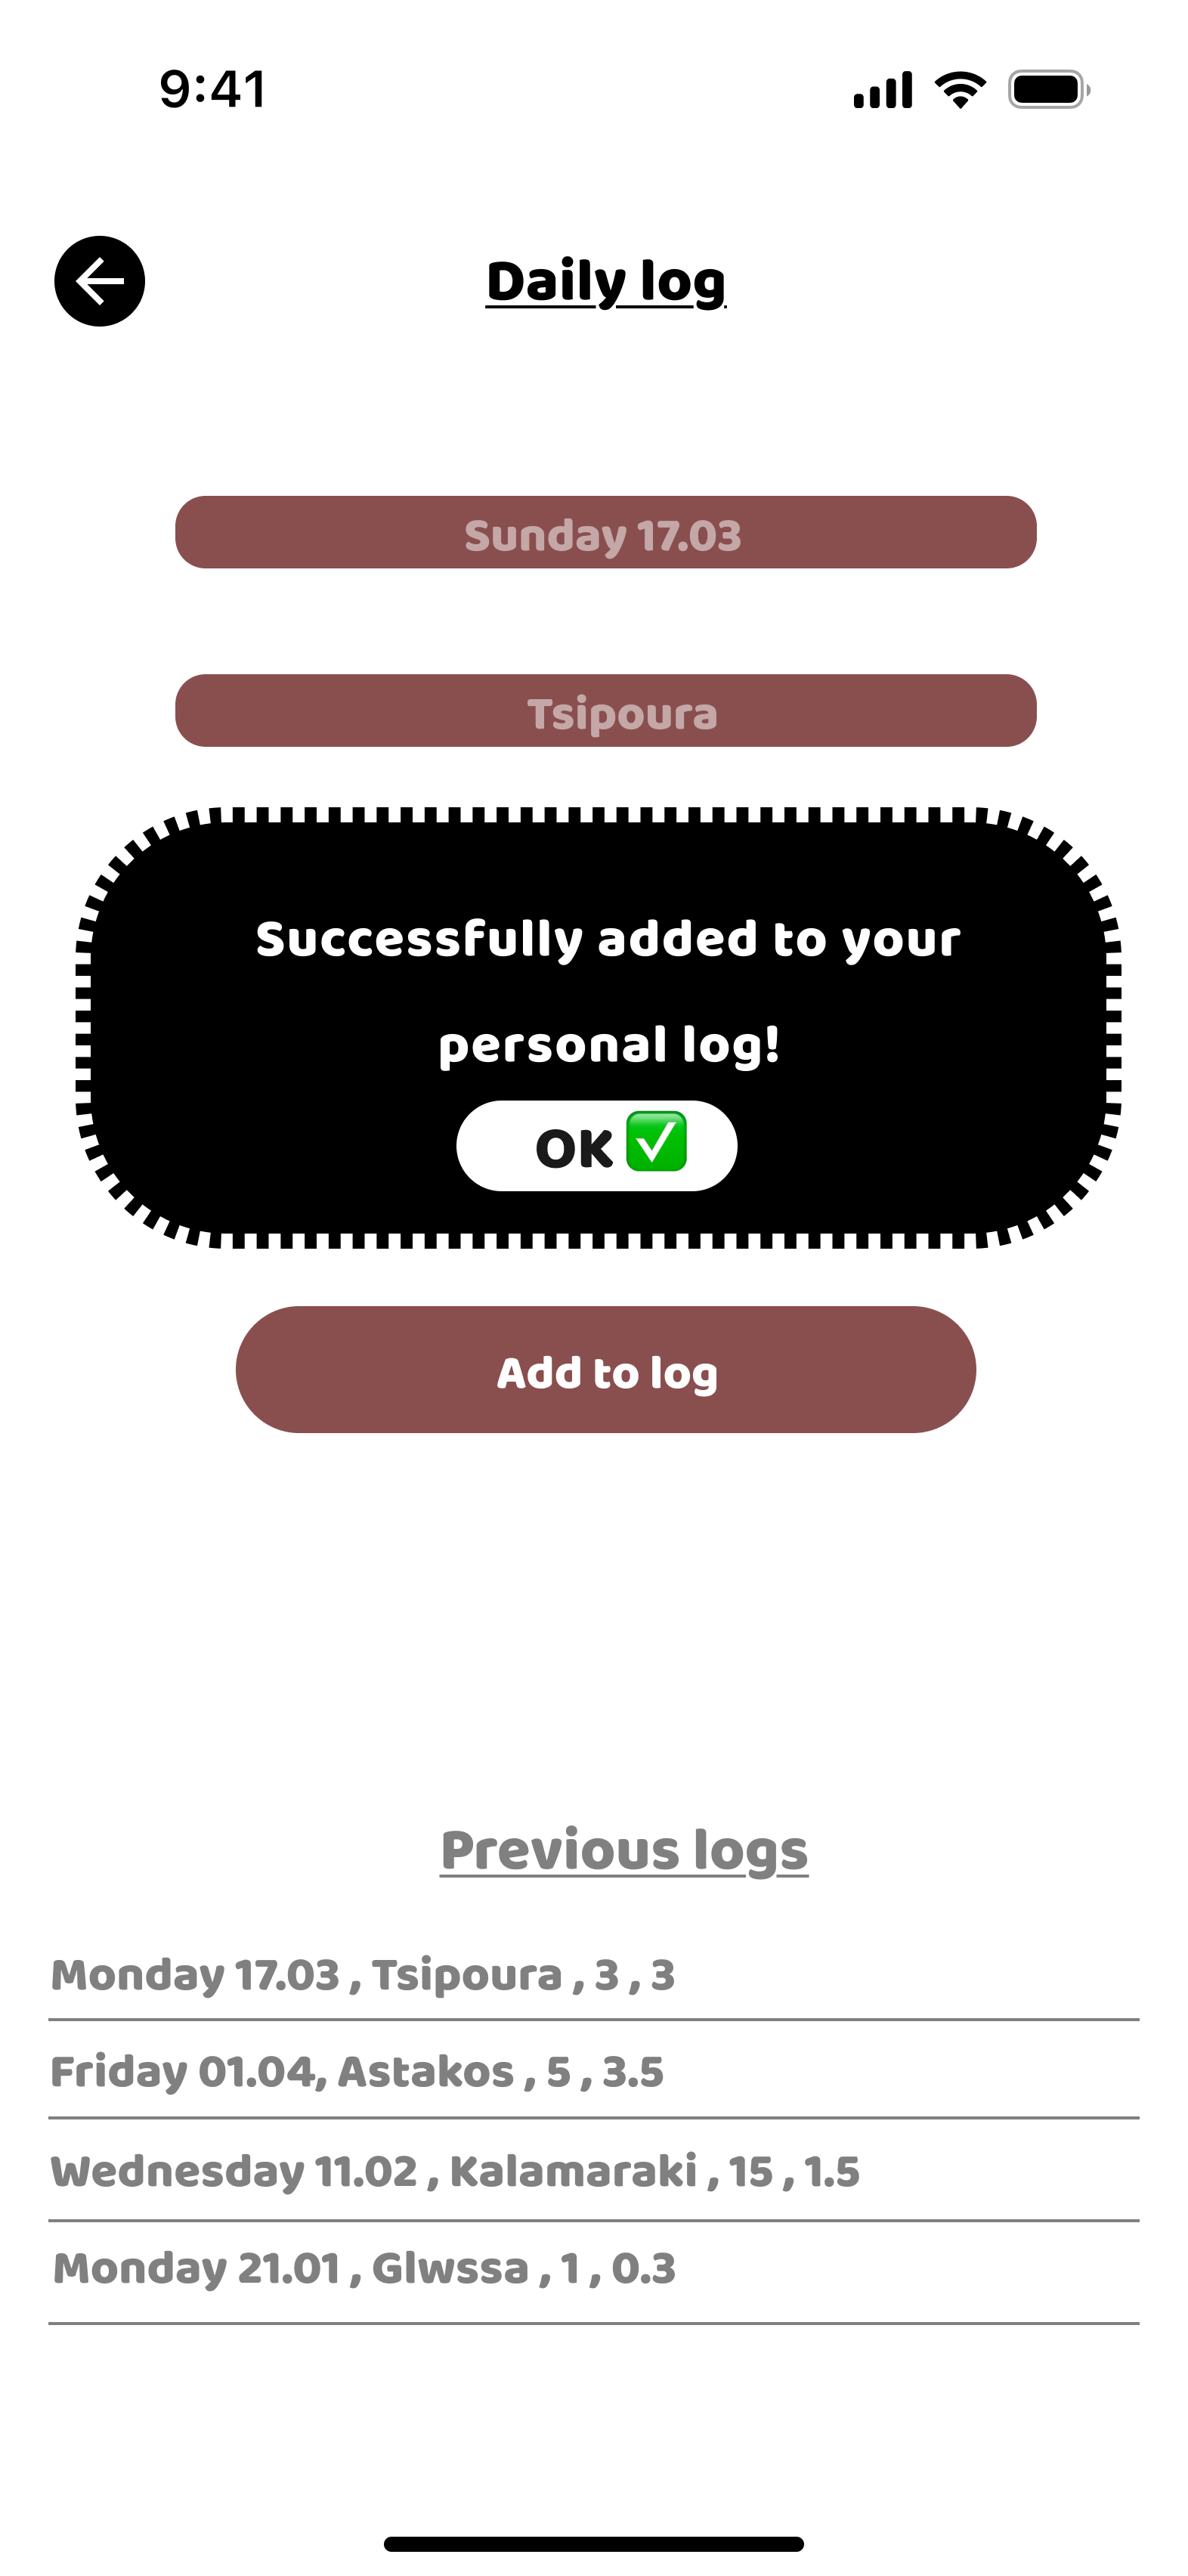 9:41
Daily log
Sunday 17.03
Tsipoura
Successfully added to your
personal log!
OK ✅
Add to log
Previous logs
Monday 17.03 , Tsipoura , 3 , 3
Friday 01.04, Astakos , 5 , 3.5
Wednesday 11.02 , Kalamaraki , 15 , 1.5
Monday 21.01 , Glwssa , 1 , 0.3